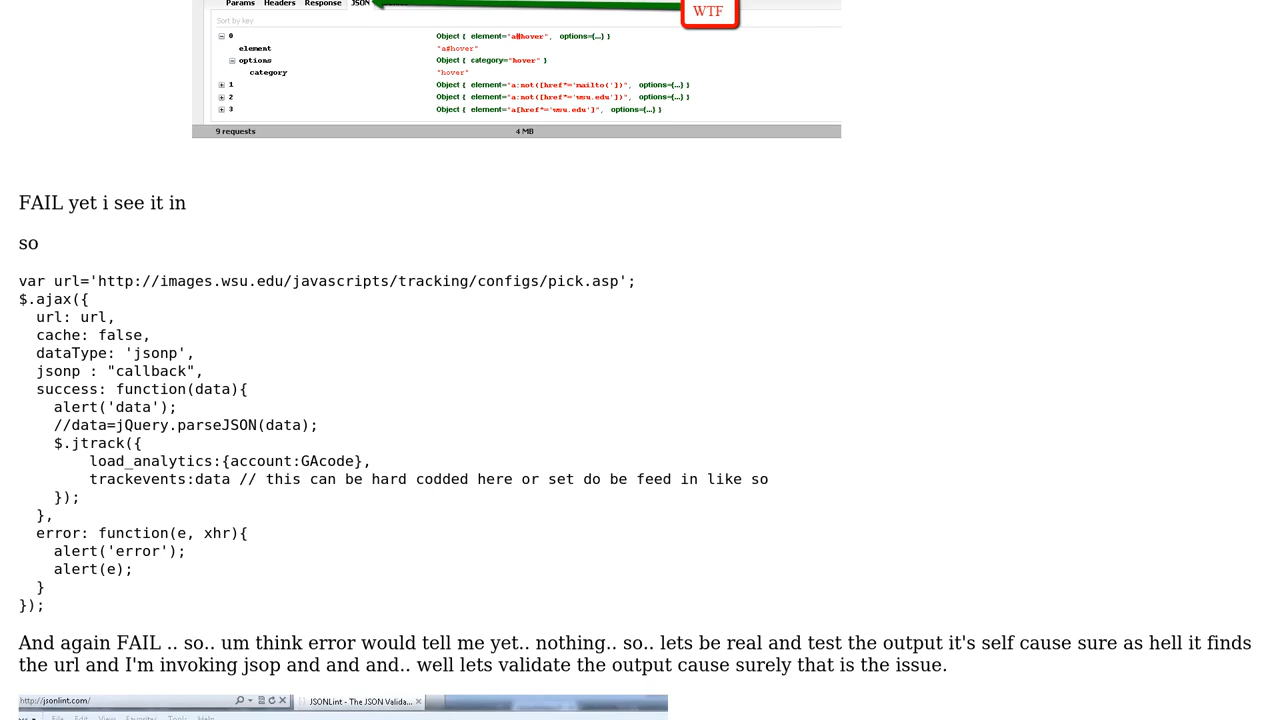 Params Headers Response JSON
WTF
Sort by key
0 Object { element="a#hover", options={...} }
element "a#hover"
options Object { category="hover" }
category "hover"
1 Object { element="a:not([href*='mailto('])", options={...} }
2 Object { element="a:not([href*='wsu.edu'])", options={...} }
3 Object { element="a[href*='wsu.edu']", options={...} }
9 requests 4 MB
FAIL yet i see it in
so
var url='http://images.wsu.edu/javascripts/tracking/configs/pick.asp';
$.ajax({
  url: url,
  cache: false,
  dataType: 'jsonp',
  jsonp : "callback",
  success: function(data){
    alert('data');
    //data=jQuery.parseJSON(data);
    $.jtrack({
        load_analytics:{account:GAcode},
        trackevents:data // this can be hard codded here or set do be feed in like so
    });
  },
  error: function(e, xhr){
    alert('error');
    alert(e);
  }
});
And again FAIL .. so.. um think error would tell me yet.. nothing.. so.. lets be real and test the output it's self cause sure as hell it finds
the url and I'm invoking jsop and and and.. well lets validate the output cause surely that is the issue.
http://jsonlint.com/ JSONLint - The JSON Valida...
File Edit View Favorites Tools Help